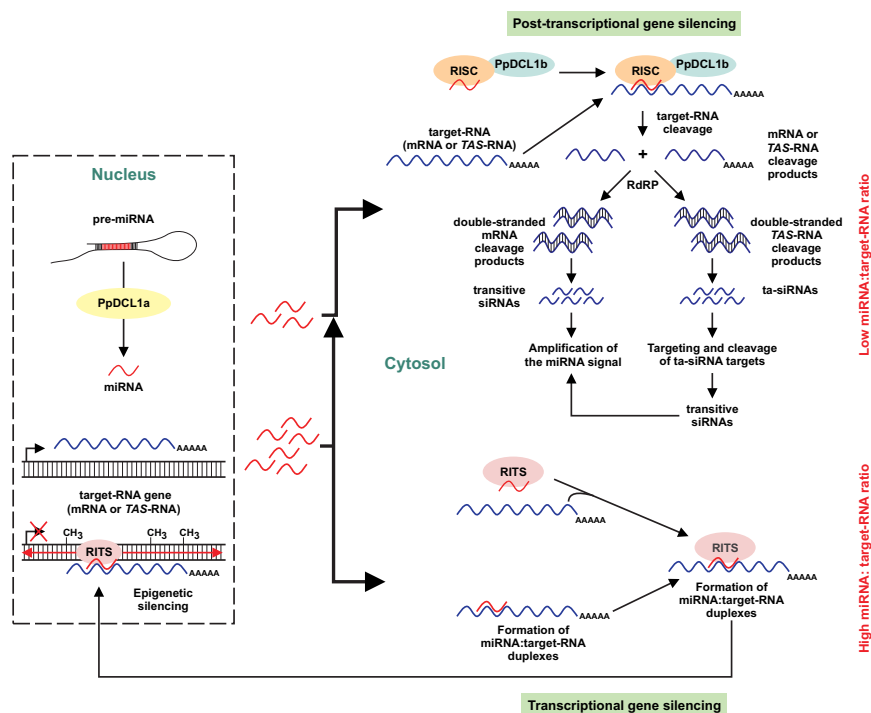 Post-transcriptional gene silencing
RISC
PpDCL1b
RISC
PpDCL1b
AAAAA
target-RNA
cleavage
target-RNA
(mRNA or TAS-RNA)
AAAAA
+
AAAAA
mRNA or
TAS-RNA
cleavage
products
RdRP
double-stranded
mRNA
cleavage
products
double-stranded
TAS-RNA
cleavage
products
transitive
siRNAs
ta-siRNAs
Amplification of
the miRNA signal
Targeting and cleavage
of ta-siRNA targets
transitive
siRNAs
Low miRNA:target-RNA ratio
Nucleus
pre-miRNA
PpDCL1a
miRNA
Cytosol
AAAAA
target-RNA gene
(mRNA or TAS-RNA)
CH3
CH3
CH3
RITS
AAAAA
Epigenetic
silencing
RITS
AAAAA
RITS
AAAAA
Formation of
miRNA:target-RNA
duplexes
AAAAA
Formation of
miRNA:target-RNA
duplexes
High miRNA: target-RNA ratio
Transcriptional gene silencing